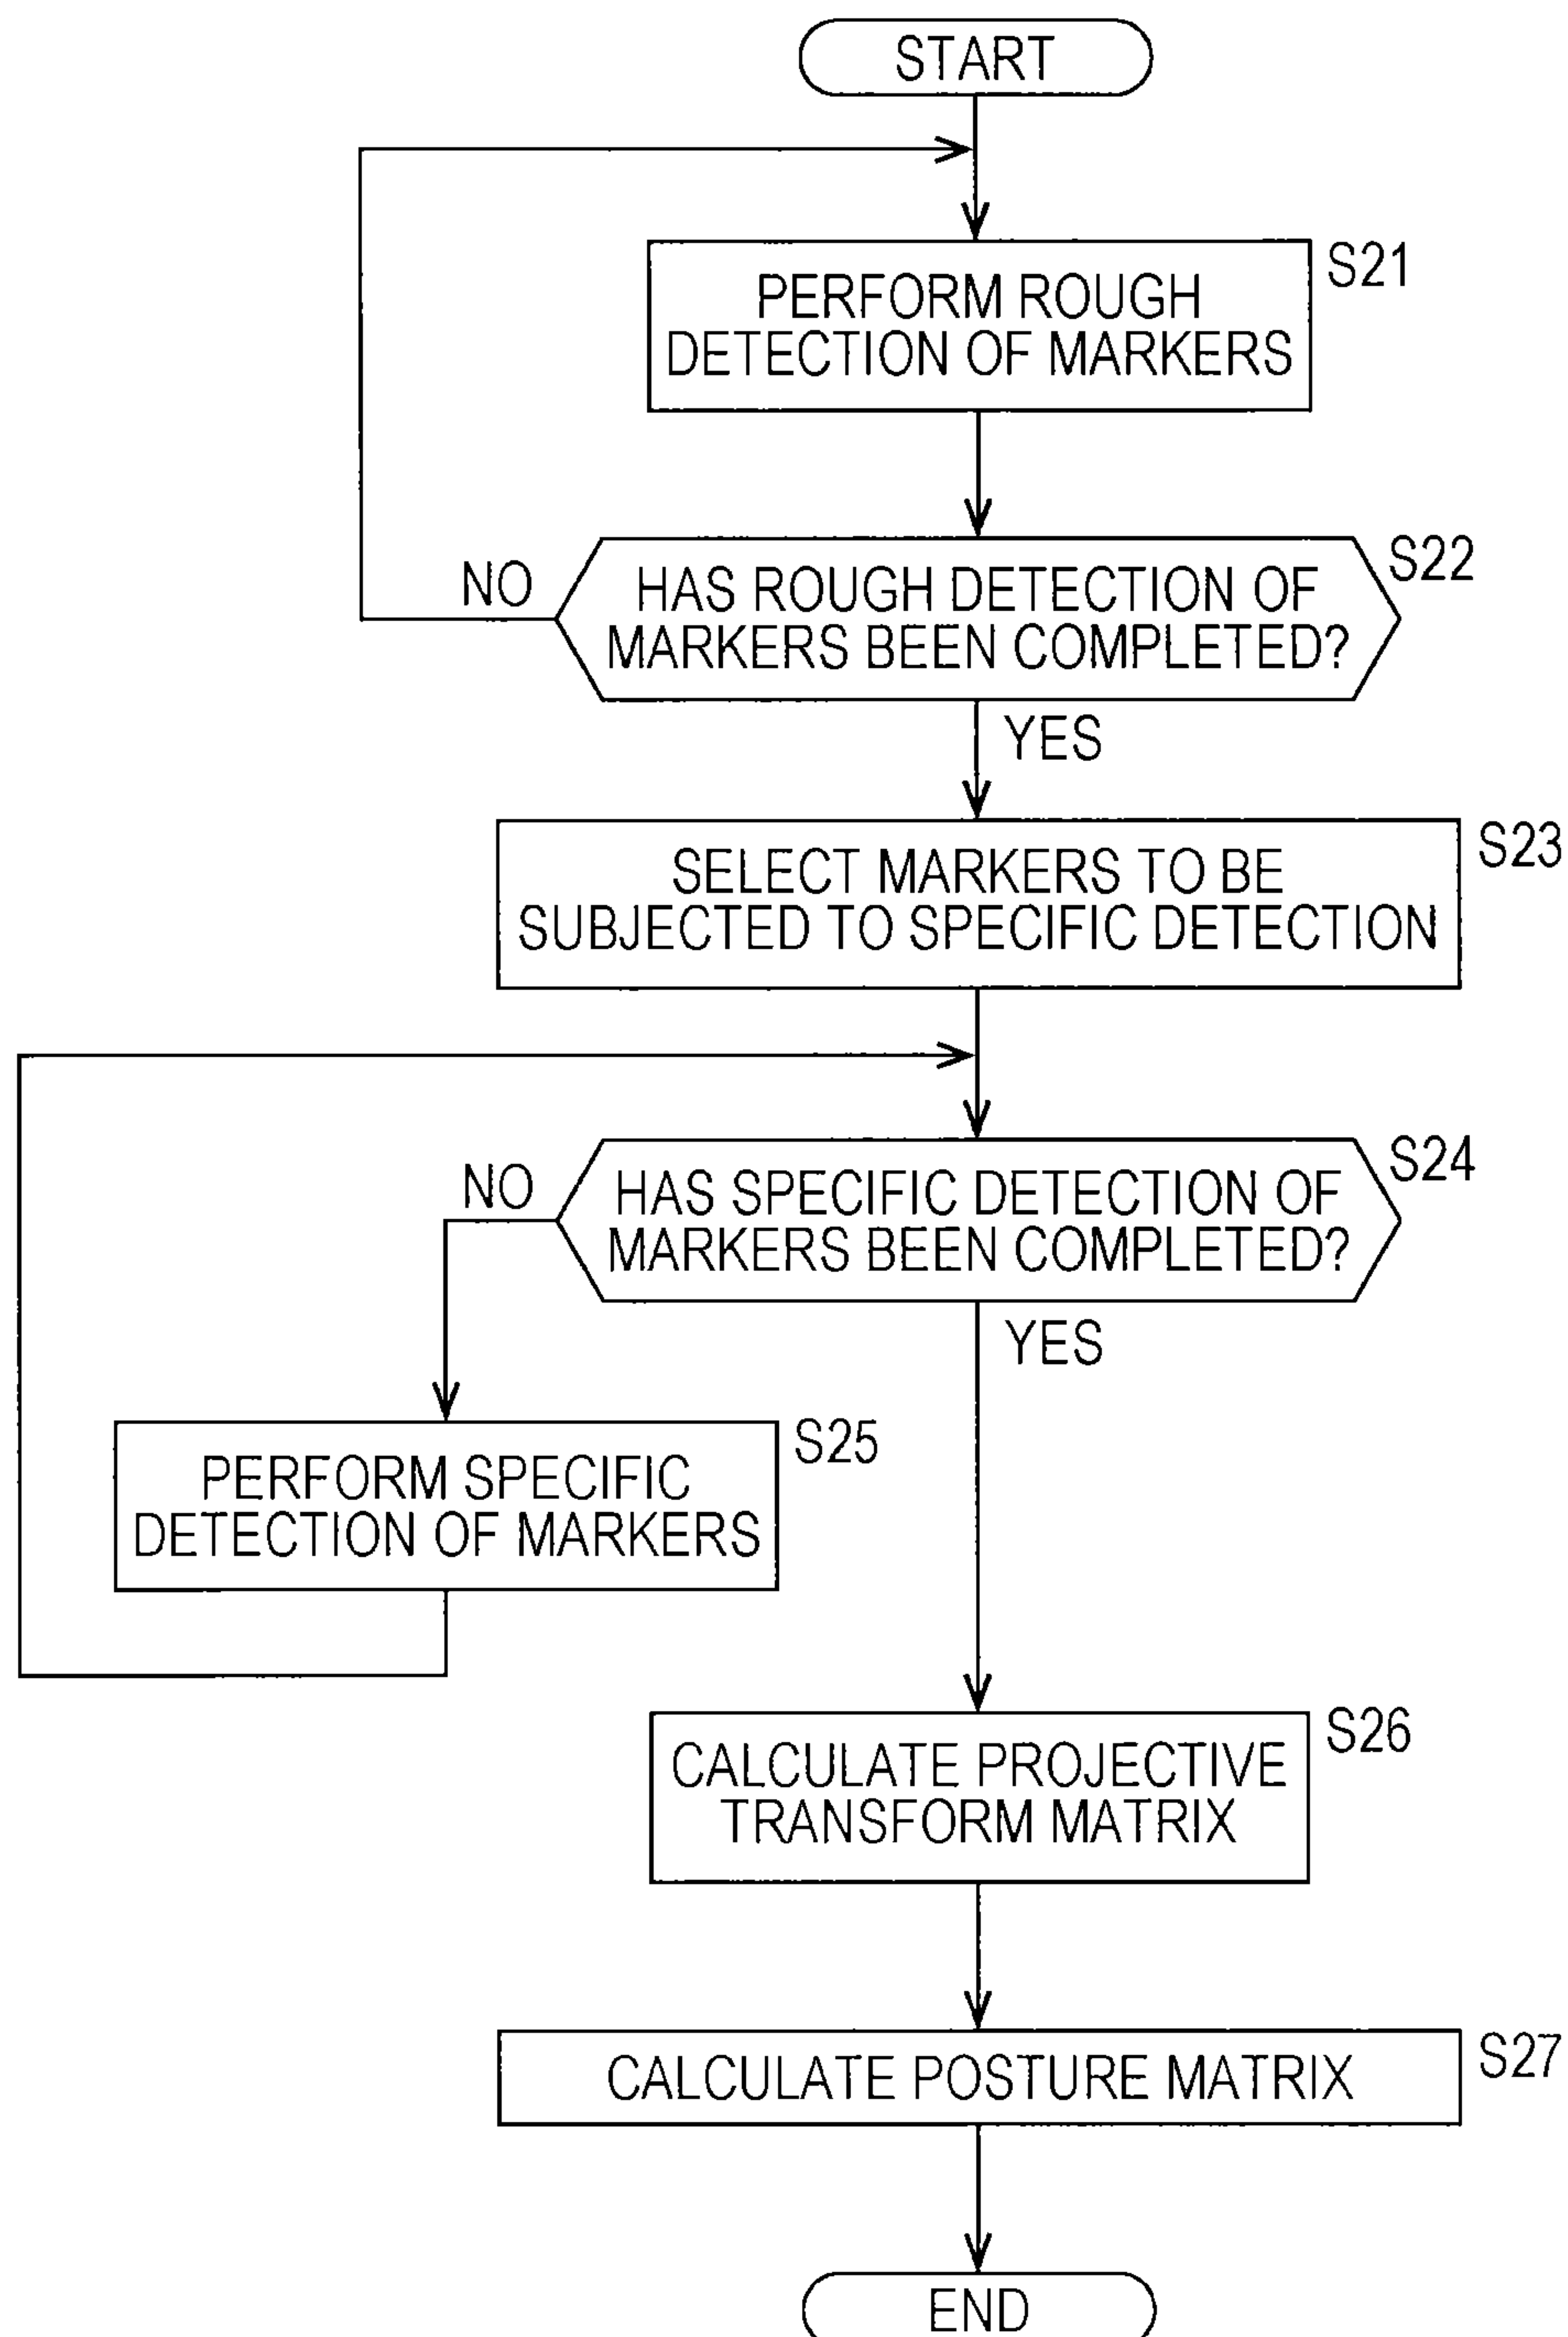 START
S21
PERFORM ROUGH
DETECTION OF MARKERS
S22
NO
HAS ROUGH DETECTION OF
MARKERS BEEN COMPLETED?
YES
S23
SELECT MARKERS TO BE
SUBJECTED TO SPECIFIC DETECTION
S24
NO
HAS SPECIFIC DETECTION OF
MARKERS BEEN COMPLETED?
YES
S25
PERFORM SPECIFIC
DETECTION OF MARKERS
S26
CALCULATE PROJECTIVE
TRANSFORM MATRIX
S27
CALCULATE POSTURE MATRIX
END